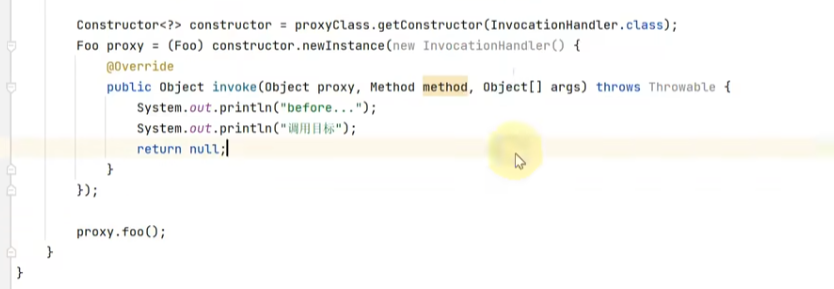 Constructor<?> constructor = proxyClass.getConstructor(InvocationHandler.class);
Foo proxy = (Foo) constructor.newInstance(new InvocationHandler() {
@Override
public Object invoke(Object proxy, Method method, Object[] args) throws Throwable {
System.out.println("before...");
System.out.println("调用目标");
return null;
}
});
proxy.foo();
}
}